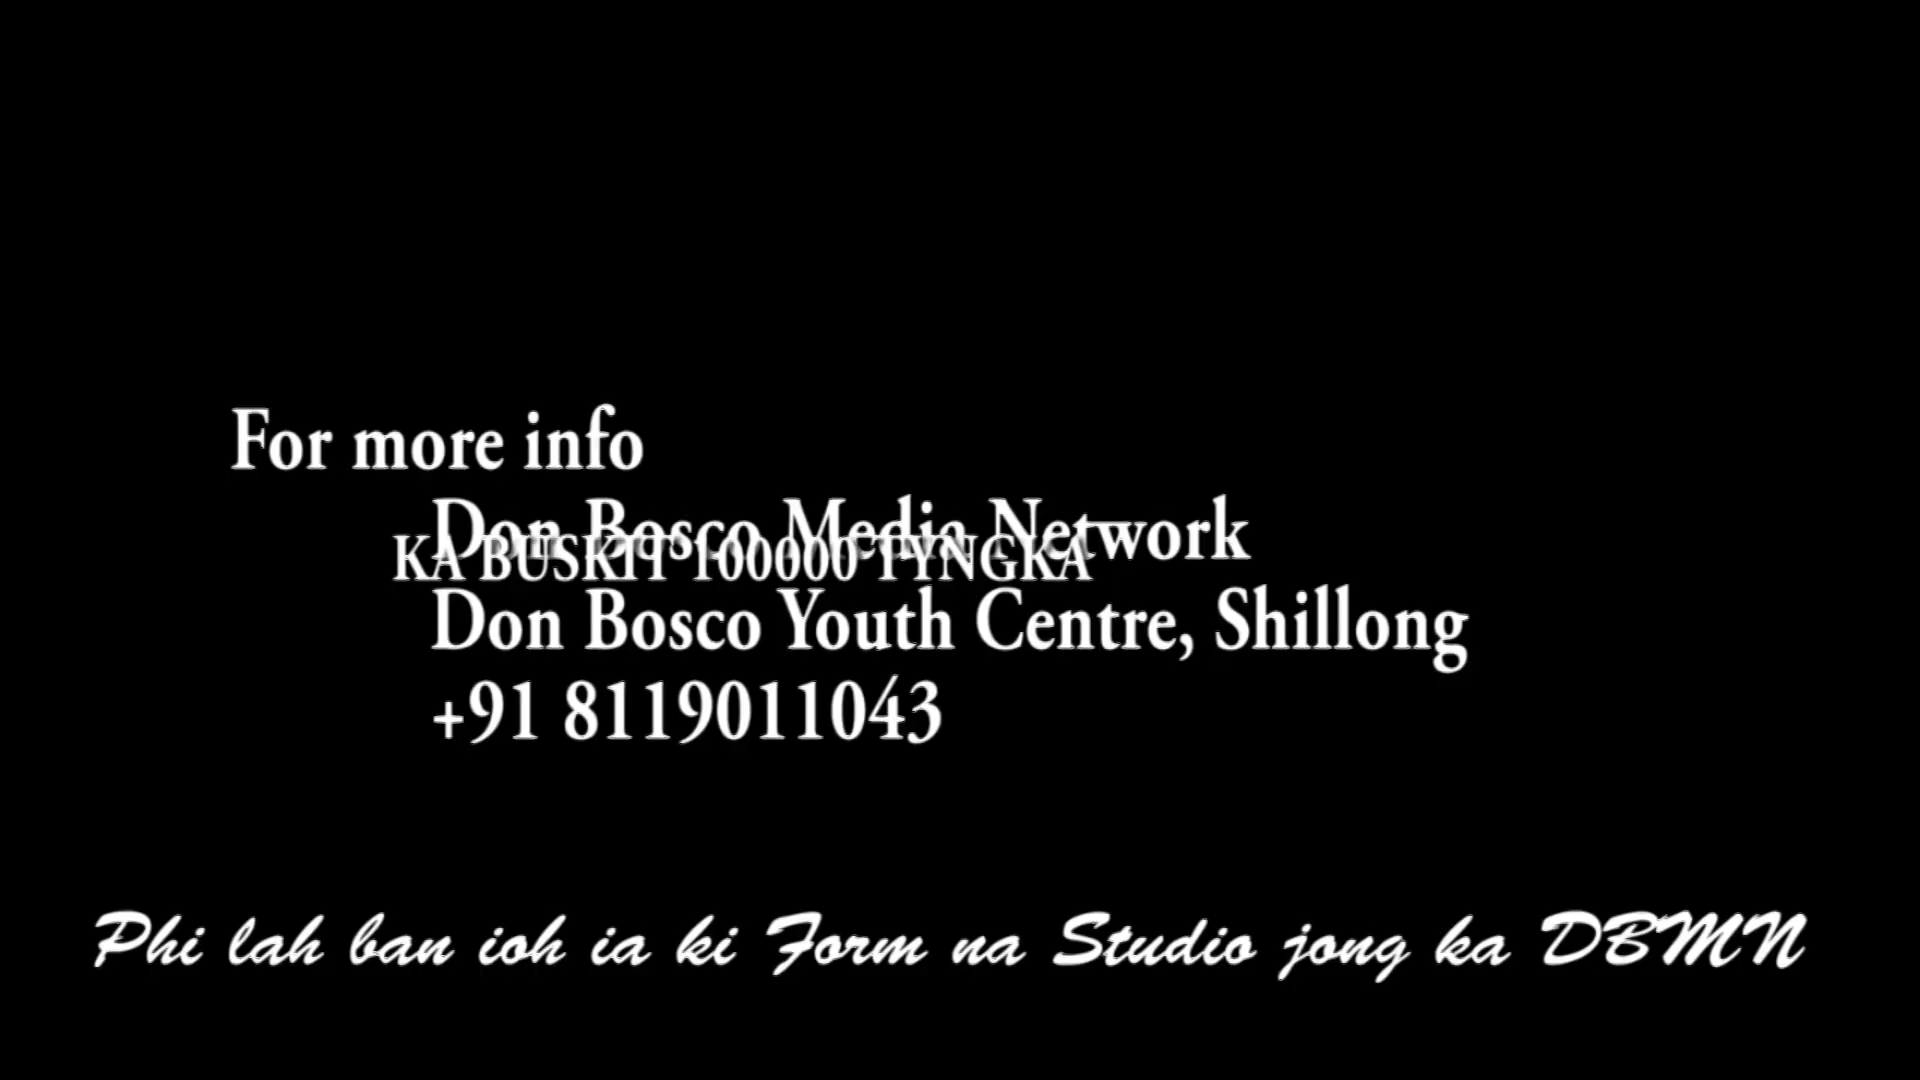 For more info
Don Bosco Media Network
KA BUSKIT 100000 TYNGKA
Don Bosco Youth Centre, Shillong
+91 8119011043
Phi lah ban ioh ia ki Form na Studio jong ka DBMN